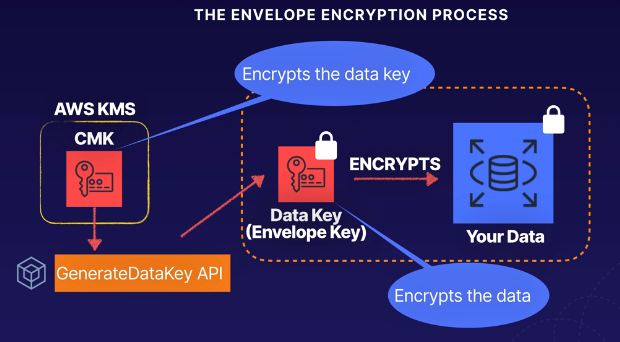 THE ENVELOPE ENCRYPTION PROCESS
Encrypts the data key
AWS KMS
CMK
ENCRYPTS
Data Key
(Envelope Key)
Your Data
GenerateDataKey API
Encrypts the data